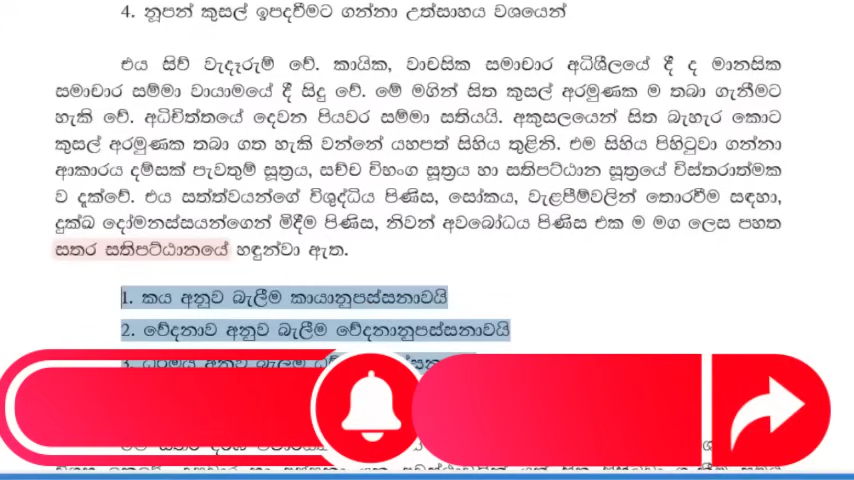 4. නූපන් කුසල් ඉපදවීමට ගන්නා උත්සාහය වශයෙන්
එය සිව් වැදෑරුම් වේ. කායික, වාචසික සමාචාර අධිශීලයේ දී ද මානසික
සමාචාර සම්මා වායාමයේ දී සිදු වේ. මේ මගින් සිත කුසල් අරමුණක ම තබා ගැනීමට
හැකි වේ. අධිචිත්තයේ දෙවන පියවර සම්මා සතියයි. අකුසලයෙන් සිත බැහැර කොට
කුසල් අරමුණක තබා ගත හැකි වන්නේ යහපත් සිහිය තුළිනි. එම සිහිය පිහිටුවා ගන්නා
ආකාරය දම්සක් පැවතුම් සූත්‍රය, සච්ච විභංග සූත්‍රය හා සතිපට්ඨාන සූත්‍රයේ විස්තරාත්මක
ව දැක්වේ. එය සත්ත්වයන්ගේ විශුද්ධිය පිණිස, සෝකය, වැළපීම්වලින් තොරවීම සඳහා,
දුක්ඛ දෝමනස්සයන්ගෙන් මිදීම පිණිස, නිවන් අවබෝධය පිණිස එක ම මග ලෙස පහත
සතර සතිපට්ඨානයේ හඳුන්වා ඇත.
1. කය අනුව බැලීම කායානුපස්සනාවයි
2. වේදනාව අනුව බැලීම වේදනානුපස්සනාවයි
3. ධර්මය අනුව බැලීම